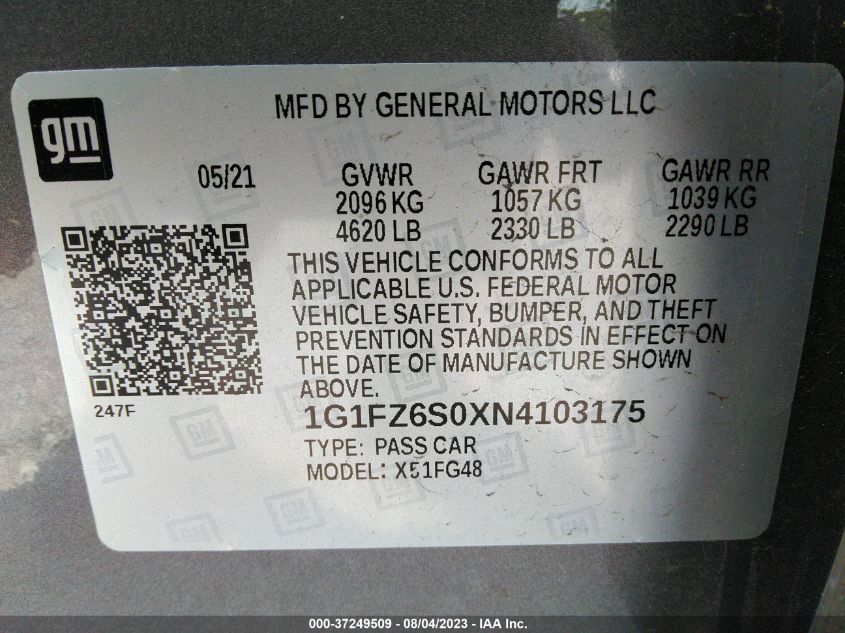 gm
MFD BY GENERAL MOTORS LLC
05/21 GVWR GAWR FRT GAWR RR
2096 KG 1057 KG 1039 KG
4620 LB 2330 LB 2290 LB
THIS VEHICLE CONFORMS TO ALL
APPLICABLE U.S. FEDERAL MOTOR
VEHICLE SAFETY, BUMPER, AND THEFT
PREVENTION STANDARDS IN EFFECT ON
THE DATE OF MANUFACTURE SHOWN
ABOVE.
247F
1G1FZ6S0XN4103175
TYPE: PASS CAR
MODEL: X51FG48
000-37249509 - 08/04/2023 - IAA Inc.